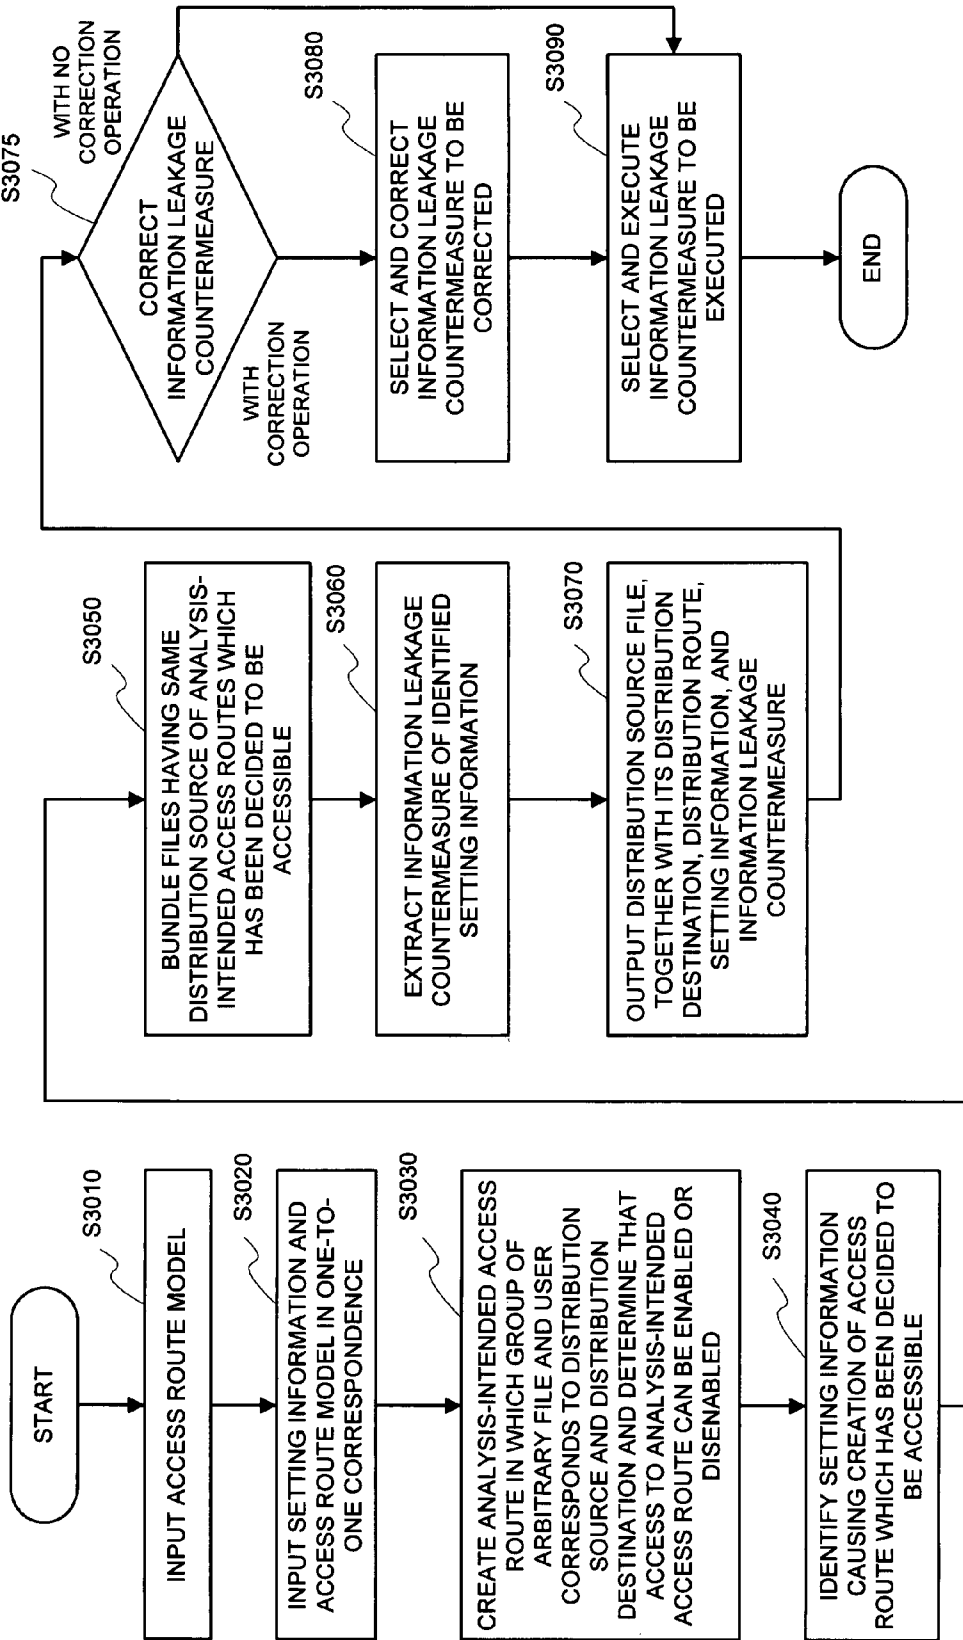 START
S3010
INPUT ACCESS ROUTE MODEL
S3020
INPUT SETTING INFORMATION AND
ACCESS ROUTE MODEL IN ONE-TO-
ONE CORRESPONDENCE
S3030
CREATE ANALYSIS-INTENDED ACCESS
ROUTE IN WHICH GROUP OF
ARBITRARY FILE AND USER
CORRESPONDS TO DISTRIBUTION
SOURCE AND DISTRIBUTION
DESTINATION AND DETERMINE THAT
ACCESS TO ANALYSIS-INTENDED
ACCESS ROUTE CAN BE ENABLED OR
DISENABLED
S3040
IDENTIFY SETTING INFORMATION
CAUSING CREATION OF ACCESS
ROUTE WHICH HAS BEEN DECIDED TO
BE ACCESSIBLE
S3050
BUNDLE FILES HAVING SAME
DISTRIBUTION SOURCE OF ANALYSIS-
INTENDED ACCESS ROUTES WHICH
HAS BEEN DECIDED TO BE
ACCESSIBLE
S3060
EXTRACT INFORMATION LEAKAGE
COUNTERMEASURE OF IDENTIFIED
SETTING INFORMATION
S3070
OUTPUT DISTRIBUTION SOURCE FILE,
TOGETHER WITH ITS DISTRIBUTION
DESTINATION, DISTRIBUTION ROUTE,
SETTING INFORMATION, AND
INFORMATION LEAKAGE
COUNTERMEASURE
S3075
CORRECT
INFORMATION LEAKAGE
COUNTERMEASURE
WITH NO
CORRECTION
OPERATION
WITH
CORRECTION
OPERATION
S3080
SELECT AND CORRECT
INFORMATION LEAKAGE
COUNTERMEASURE TO BE
CORRECTED
S3090
SELECT AND EXECUTE
INFORMATION LEAKAGE
COUNTERMEASURE TO BE
EXECUTED
END